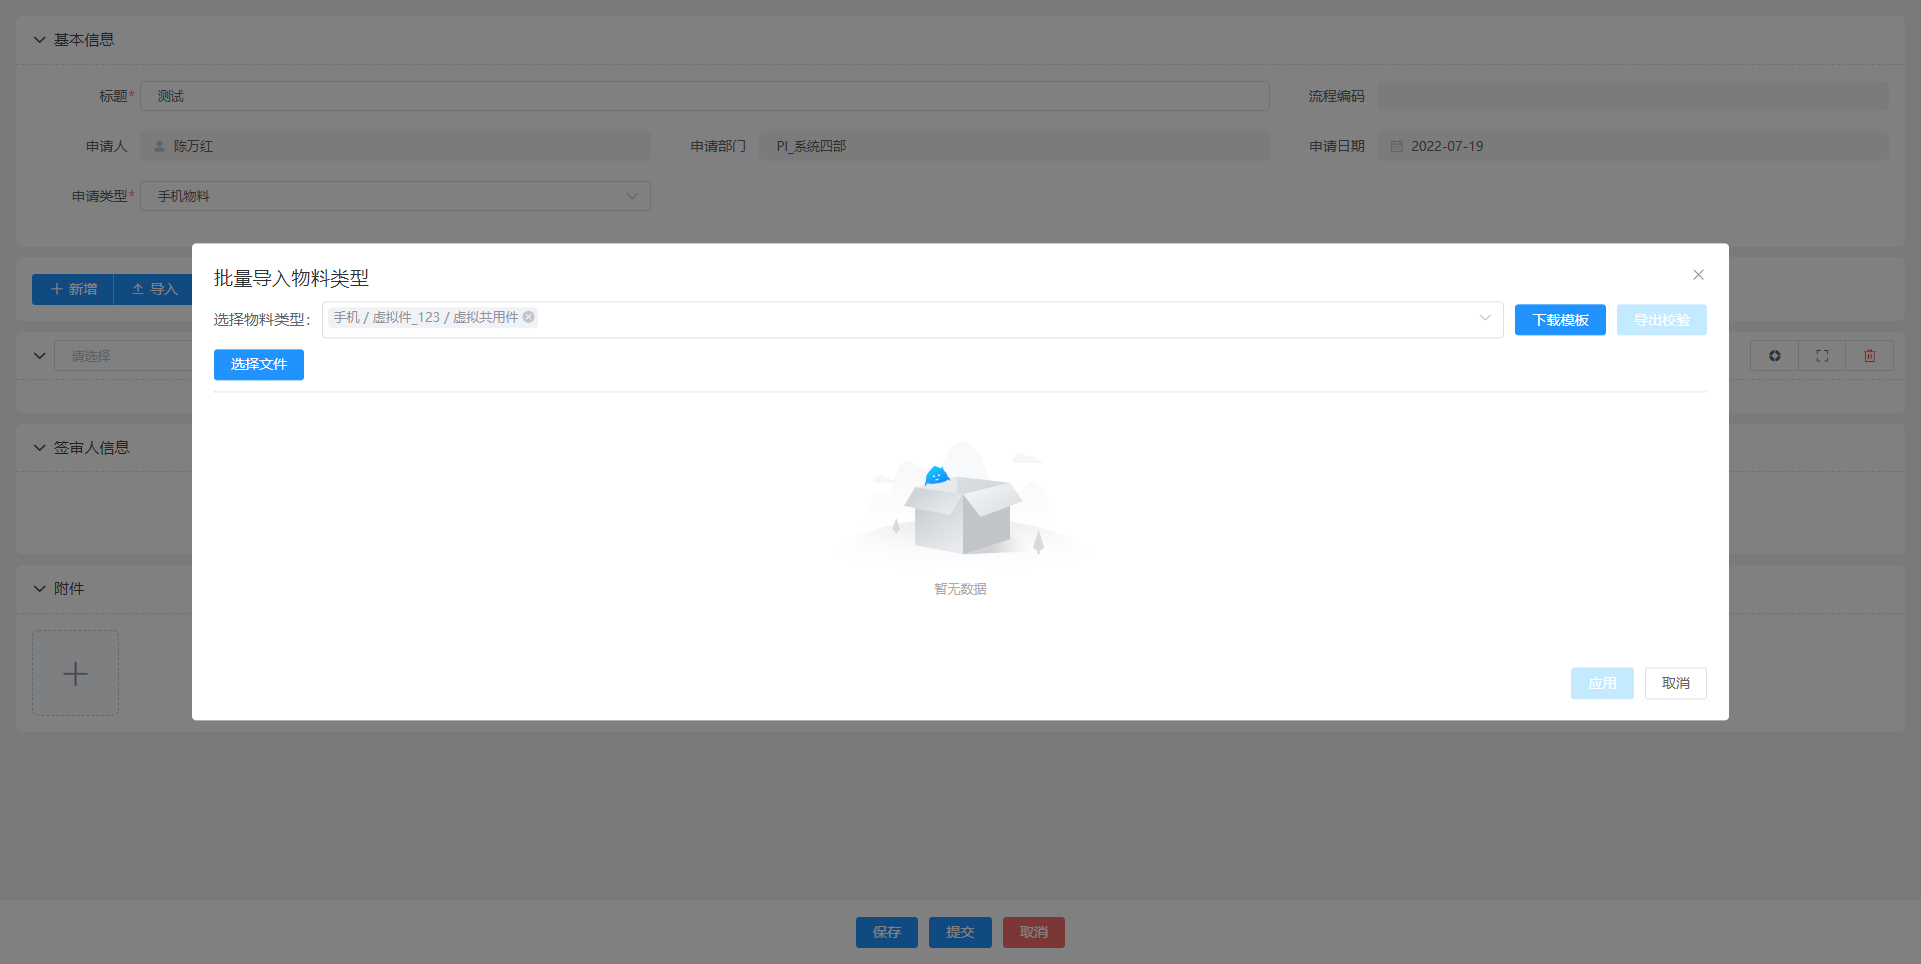 基本信息
标题* 测试 流程编码
申请人 陈万红 申请部门 PI_系统四部 申请日期 2022-07-19
申请类型* 手机物料
新增 导入
批量导入物料类型
选择物料类型： 手机 / 虚拟件_123 / 虚拟共用件 下载模板 导出校验
请选择
选择文件
签审人信息
暂无数据
附件
应用 取消
保存 提交 取消